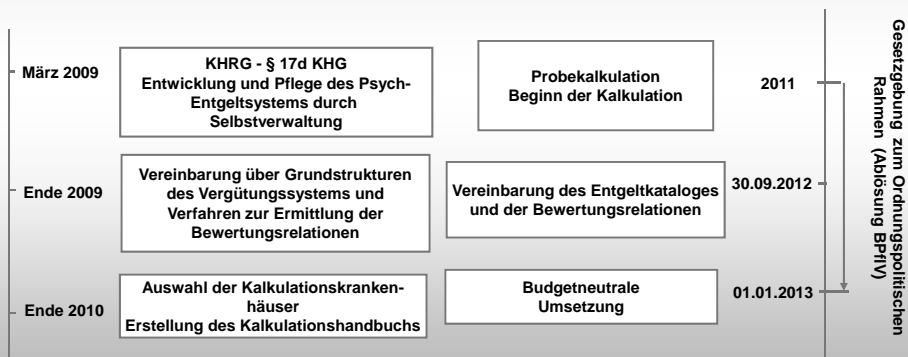 März 2009
KHRG - § 17d KHG
Entwicklung und Pflege des Psych-
Entgeltsystems durch
Selbstverwaltung
Ende 2009
Vereinbarung über Grundstrukturen
des Vergütungssystems und
Verfahren zur Ermittlung der
Bewertungsrelationen
Ende 2010
Auswahl der Kalkulationskranken-
häuser
Erstellung des Kalkulationshandbuchs
Probekalkulation
Beginn der Kalkulation
2011
Vereinbarung des Entgeltkataloges
und der Bewertungsrelationen
30.09.2012
Budgetneutrale
Umsetzung
01.01.2013
Gesetzgebung zum Ordnungspolitischen
Rahmen (Ablösung BPflV)